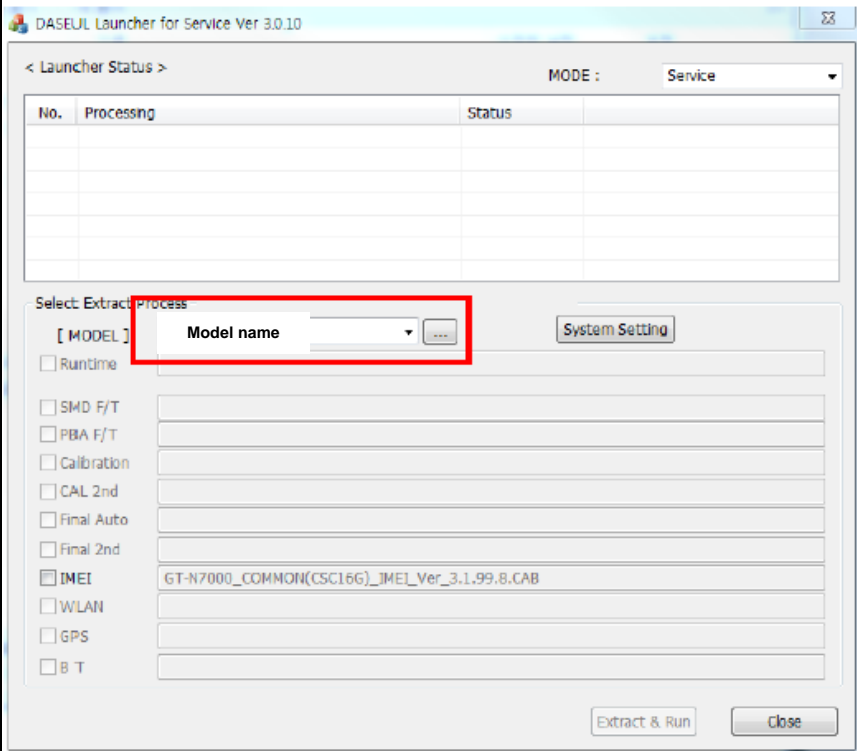 DASEUL Launcher for Service Ver 3.0.10
< Launcher Status >
MODE : Service
No. Processing Status
Select Extract Process
[ MODEL ] Model name ...
System Setting
Runtime
SMD F/T
PBA F/T
Calibration
CAL 2nd
Final Auto
Final 2nd
IMEI GT-N7000_COMMON(CSC16G)_IMEI_Ver_3.1.99.8.CAB
WLAN
GPS
B T
Extract & Run Close